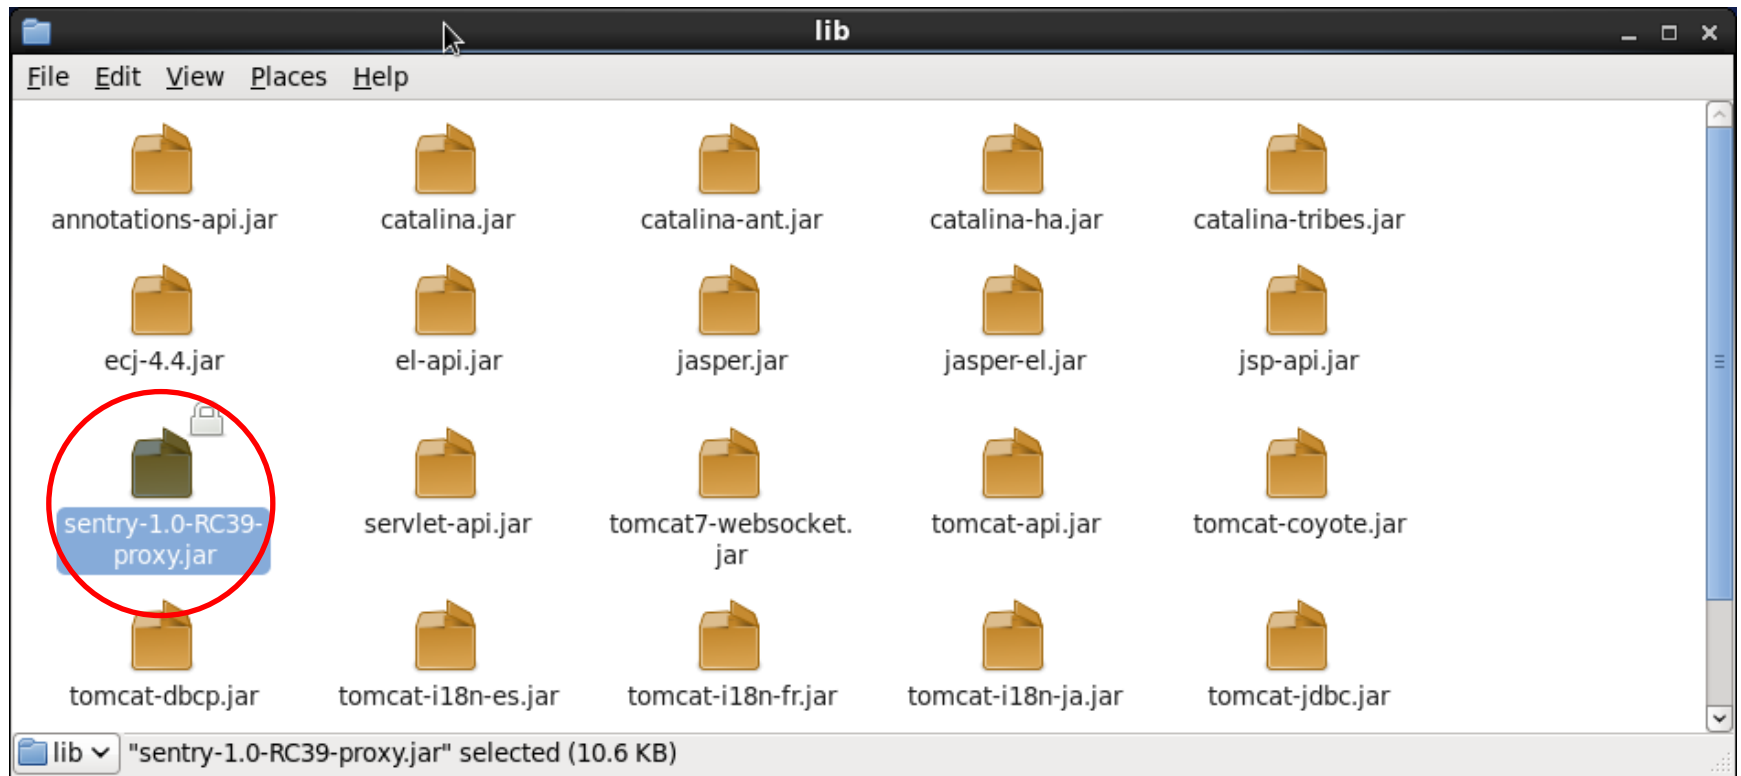 lib
File Edit View Places Help
annotations-api.jar catalina.jar catalina-ant.jar catalina-ha.jar catalina-tribes.jar
ecj-4.4.jar el-api.jar jasper.jar jasper-el.jar jsp-api.jar
sentry-1.0-RC39-
proxy.jar
servlet-api.jar
tomcat7-websocket.
jar
tomcat-api.jar
tomcat-coyote.jar
tomcat-dbcp.jar tomcat-i18n-es.jar tomcat-i18n-fr.jar tomcat-i18n-ja.jar tomcat-jdbc.jar
lib "sentry-1.0-RC39-proxy.jar" selected (10.6 KB)